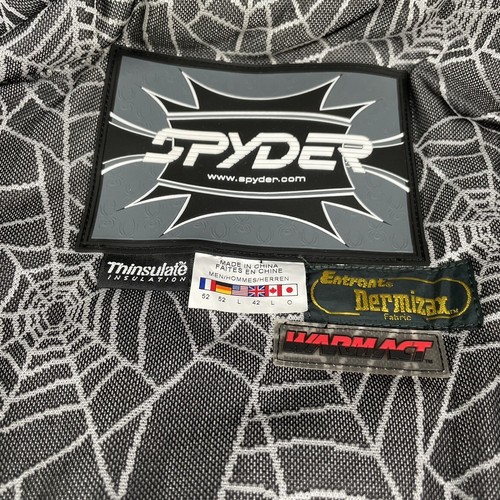 SPYDER
www.spyder.com
Thinsulate
INSULATION
MADE IN CHINA
FAITES EN CHINE
MEN/HOMMES/HERREN
52 52 L 42 L O
Entrant®
Dermizax™
Fabric
WARMACT